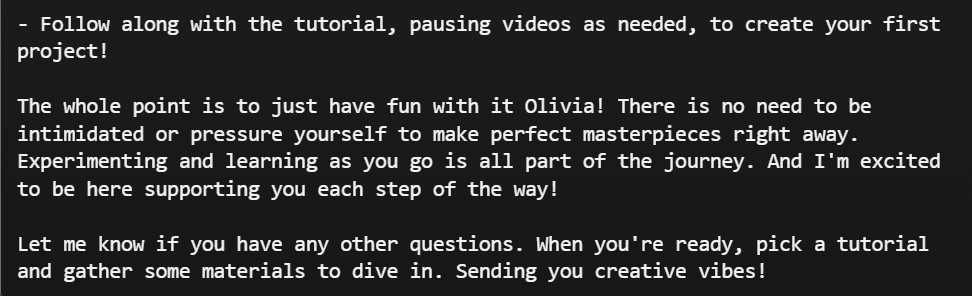 - Follow along with the tutorial, pausing videos as needed, to create your first
project!
The whole point is to just have fun with it Olivia! There is no need to be
intimidated or pressure yourself to make perfect masterpieces right away.
Experimenting and learning as you go is all part of the journey. And I'm excited
to be here supporting you each step of the way!
Let me know if you have any other questions. When you're ready, pick a tutorial
and gather some materials to dive in. Sending you creative vibes!